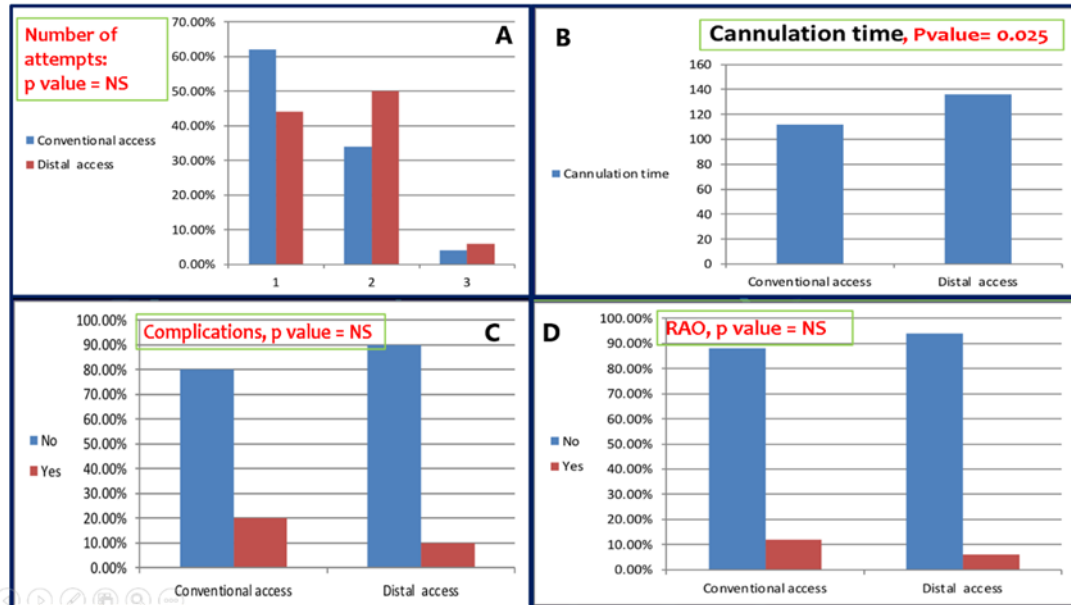 Number of
attempts:
p value = NS
A
70.00%
60.00%
50.00%
40.00%
30.00%
20.00%
10.00%
0.00%
1 2 3
Conventional access
Distal access
B
Cannulation time, Pvalue= 0.025
160
140
120
100
80
60
40
20
0
Cannulation time
Conventional access Distal access
Complications, p value = NS
C
100.00%
90.00%
80.00%
70.00%
60.00%
50.00%
40.00%
30.00%
20.00%
10.00%
0.00%
No
Yes
Conventional access Distal access
D
RAO, p value = NS
100.00%
90.00%
80.00%
70.00%
60.00%
50.00%
40.00%
30.00%
20.00%
10.00%
0.00%
No
Yes
Conventional access Distal access